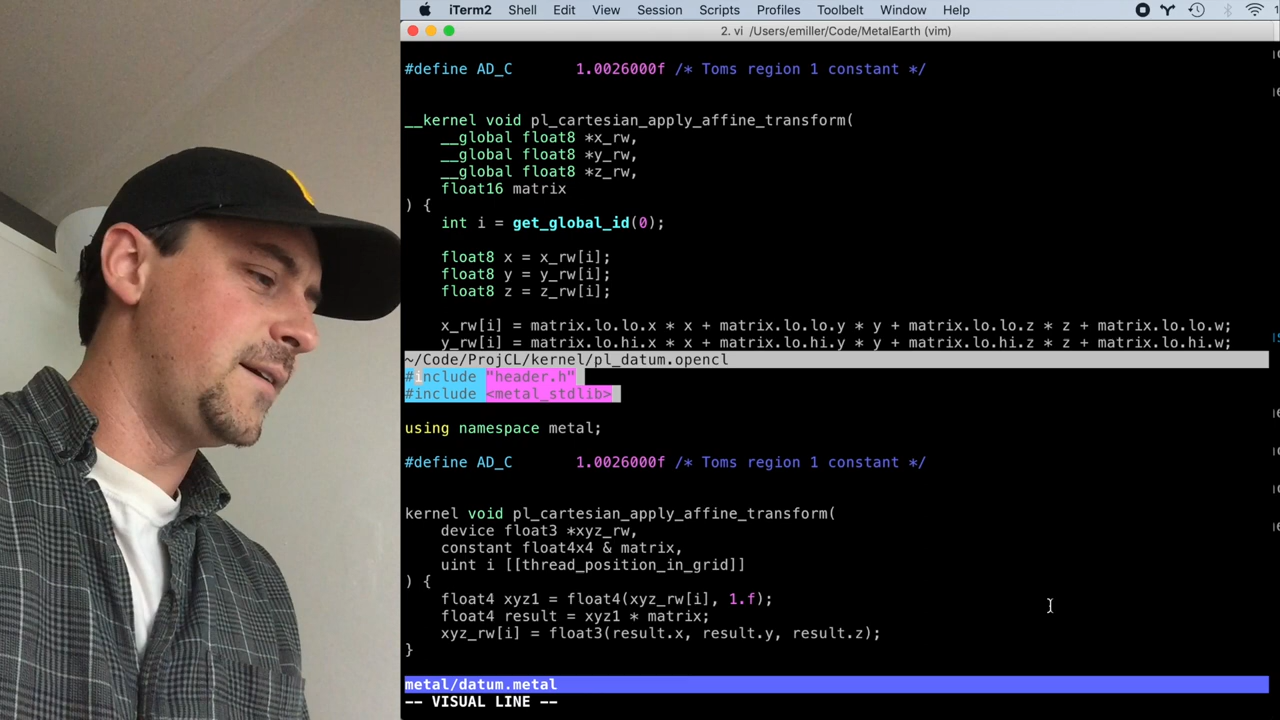 iTerm2 Shell Edit View Session Scripts Profiles Toolbelt Window Help
2. vi /Users/emiller/Code/MetalEarth (vim)
#define AD_C 1.0026000f /* Toms region 1 constant */
__kernel void pl_cartesian_apply_affine_transform(
__global float8 *x_rw,
__global float8 *y_rw,
__global float8 *z_rw,
float16 matrix
) {
int i = get_global_id(0);
float8 x = x_rw[i];
float8 y = y_rw[i];
float8 z = z_rw[i];
x_rw[i] = matrix.lo.lo.x * x + matrix.lo.lo.y * y + matrix.lo.lo.z * z + matrix.lo.lo.w;
y_rw[i] = matrix.lo.hi.x * x + matrix.lo.hi.y * y + matrix.lo.hi.z * z + matrix.lo.hi.w;
~/Code/ProjCL/kernel/pl_datum.opencl
#include "header.h"
#include <metal_stdlib>
using namespace metal;
#define AD_C 1.0026000f /* Toms region 1 constant */
kernel void pl_cartesian_apply_affine_transform(
device float3 *xyz_rw,
constant float4x4 & matrix,
uint i [[thread_position_in_grid]]
) {
float4 xyz1 = float4(xyz_rw[i], 1.f);
float4 result = xyz1 * matrix;
xyz_rw[i] = float3(result.x, result.y, result.z);
}
metal/datum.metal
-- VISUAL LINE --